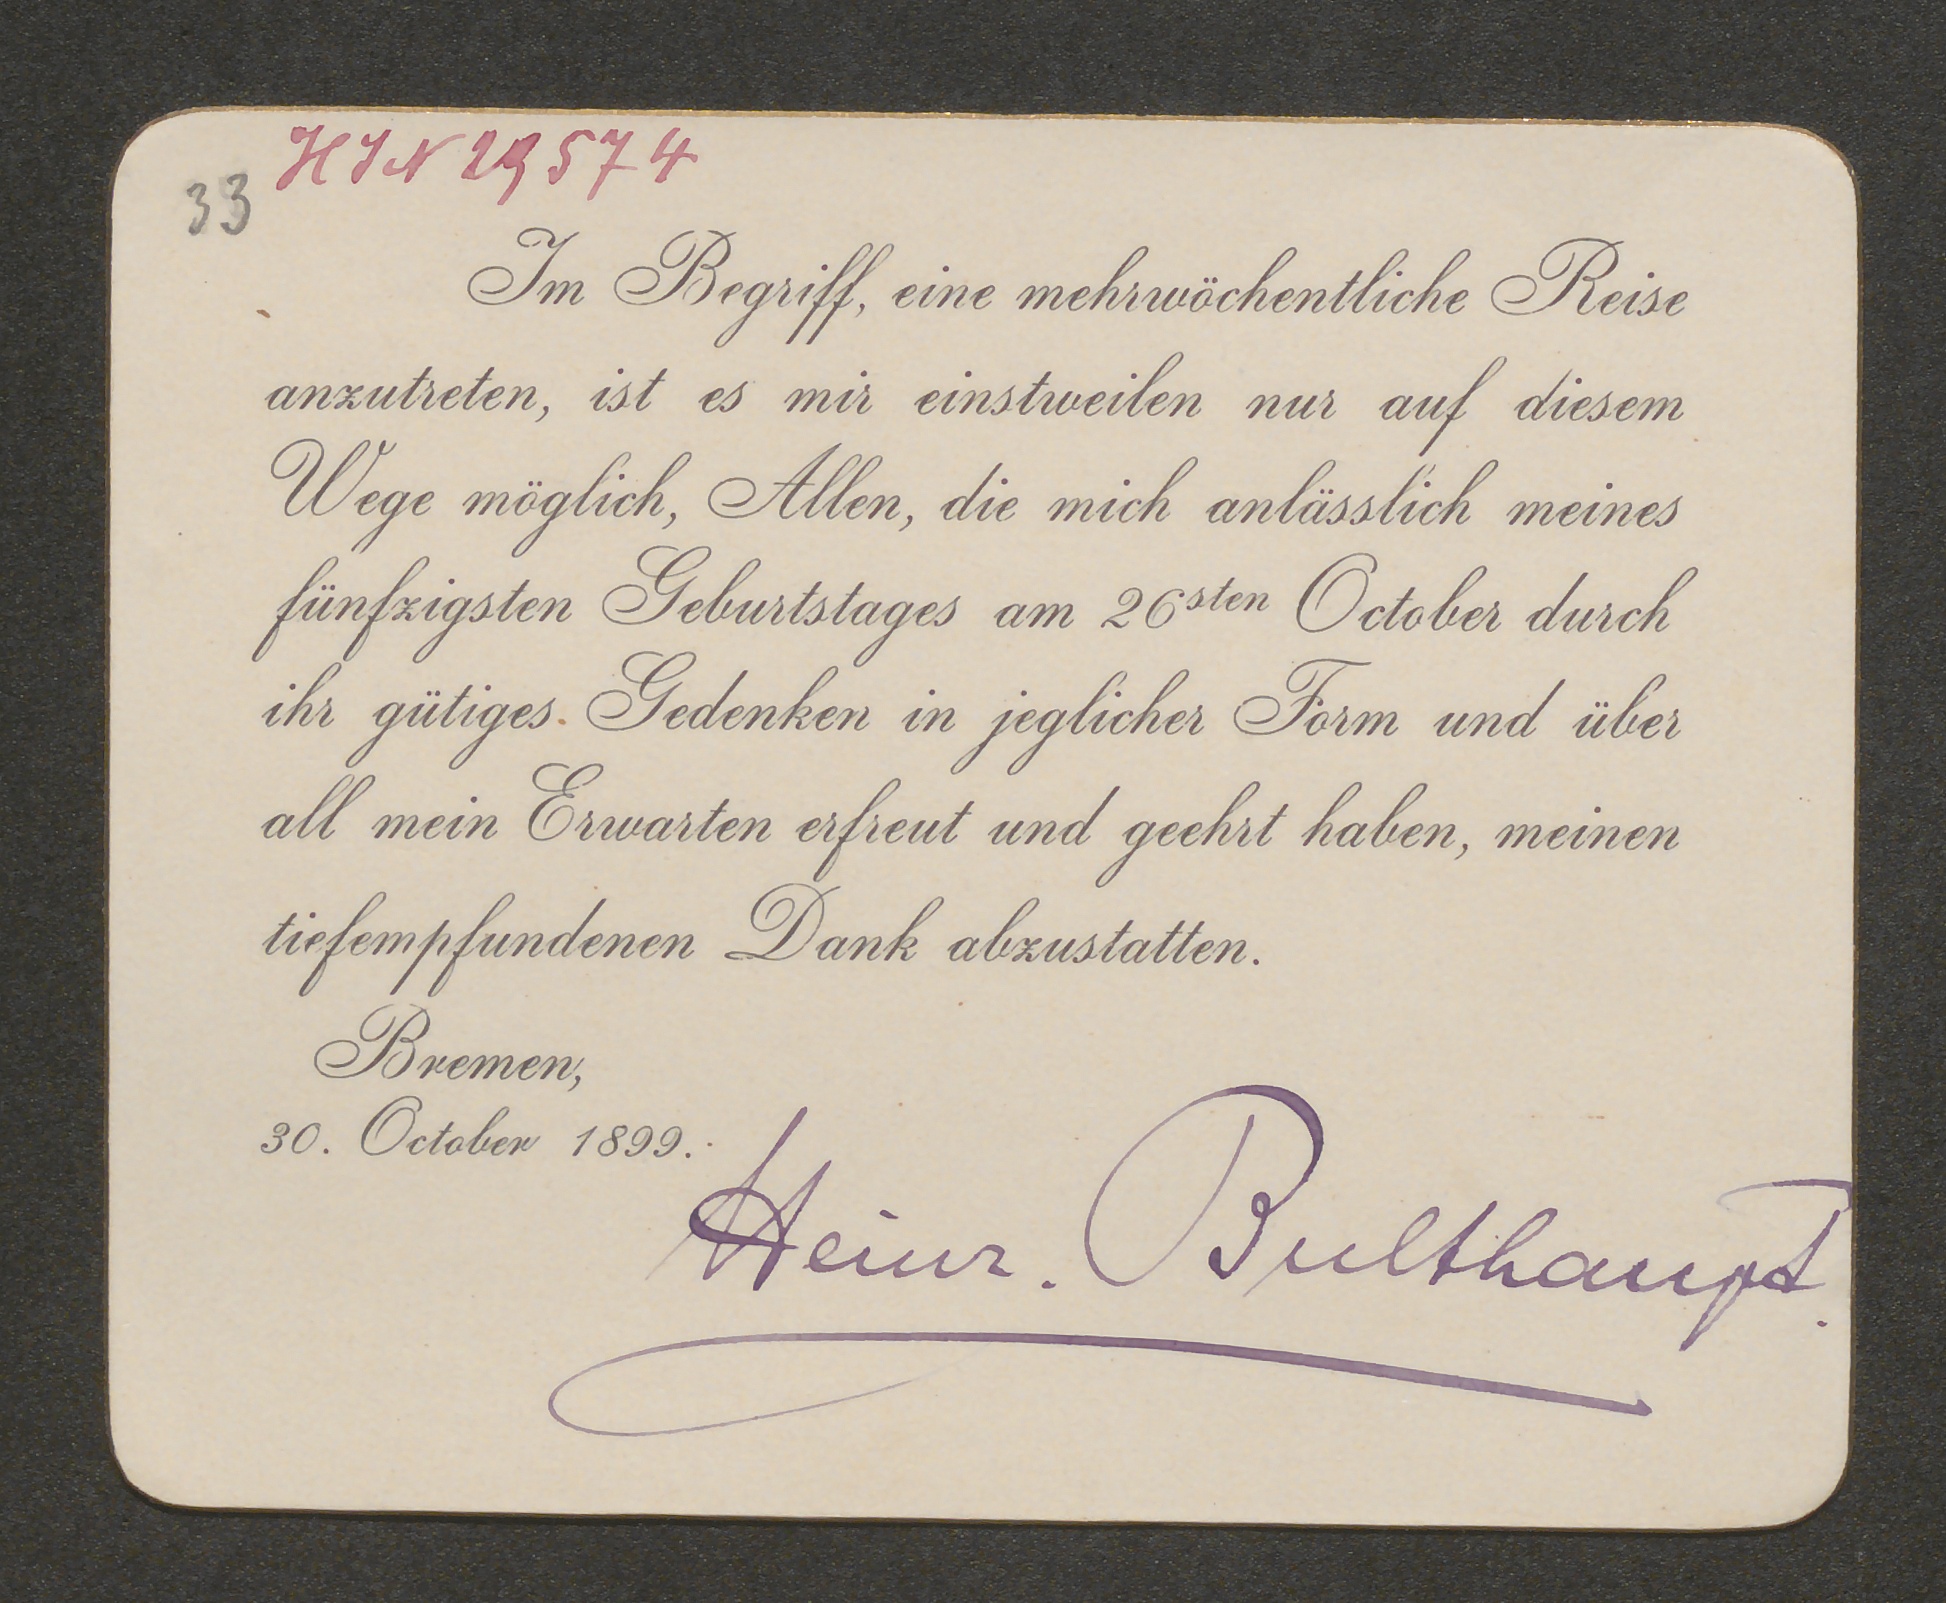 HIN 29574
33
Im Begriff, eine mehrwöchentliche Reise
anzutreten, ist es mir einstweilen nur auf diesem
Wege möglich, Allen, die mich anlässlich meines
fünfzigsten Geburtstages am 26sten October durch
ihr gütiges Gedenken in jeglicher Form und über
all mein Erwarten erfreut und geehrt haben, meinen
tiefempfundenen Dank abzustatten.
Bremen,
30. October 1899.
Heinr. Bulthaupt.